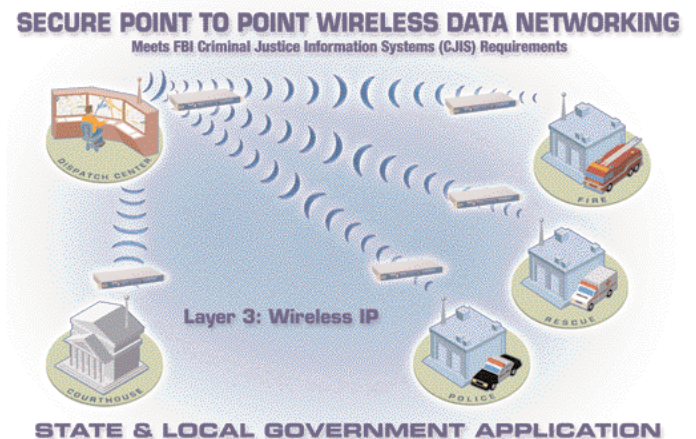 SECURE POINT TO POINT WIRELESS DATA NETWORKING
Meets FBI Criminal Justice Information Systems (CJIS) Requirements
DISPATCH CENTER
FIRE
RESCUE
Layer 3: Wireless IP
COURTHOUSE
POLICE
STATE & LOCAL GOVERNMENT APPLICATION